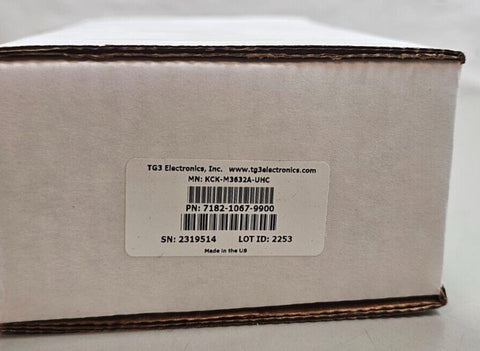 TG3 Electronics, Inc. www.tg3electronics.com
MN: KCK-M3632A-UHC
PN: 7182-1067-9900
SN: 2319514 LOT ID: 2253
Made in the US